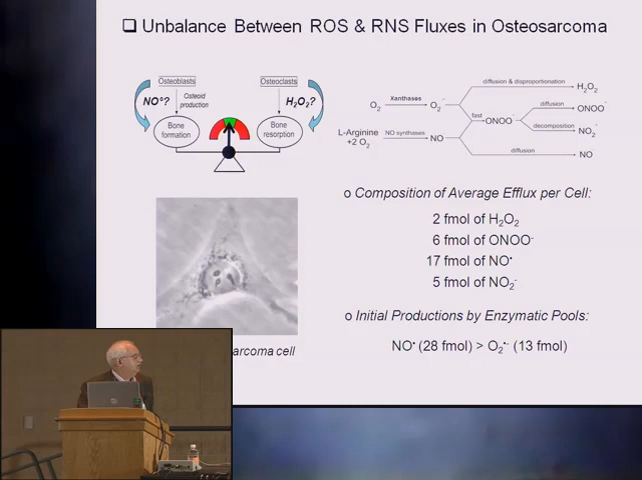 ❑ Unbalance Between ROS & RNS Fluxes in Osteosarcoma
Osteoblasts
Osteoclasts
NO°?
Osteoid
production
H₂O₂?
Bone
formation
Bone
resorption
diffusion & disproportionation
O₂
Xanthases
O₂⁻
H₂O₂
diffusion
ONOO⁻
fast
ONOO⁻
decomposition
NO₂⁻
L-Arginine
+2 O₂
NO synthases
NO
diffusion
NO
o Composition of Average Efflux per Cell:
2 fmol of H₂O₂
6 fmol of ONOO⁻
17 fmol of NO•
5 fmol of NO₂⁻
o Initial Productions by Enzymatic Pools:
NO• (28 fmol) > O₂•⁻ (13 fmol)
arcoma cell